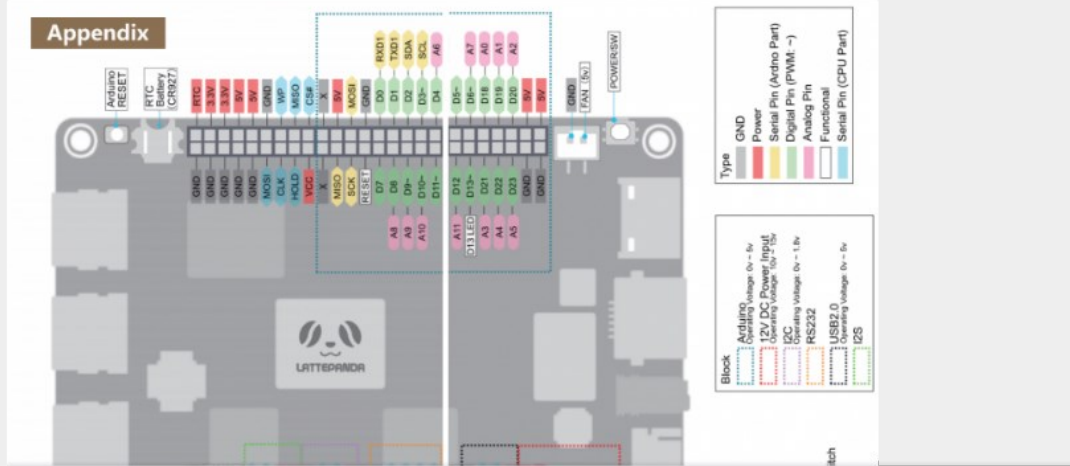 Appendix
Arduino
RESET
RTC
Battery
(CR927)
RTC
3.3V
3.3V
5V
5V
GND
WP
MISO
CS#
X
5V
MOSI
GND
D0
D1
D2
D3~
D4
D5~
D6~
D18
D19
D20
5V
5V
RXD1
TXD1
SDA
SCL
A6
A7
A0
A1
A2
GND
FAN (5v)
POWER/SW
GND
GND
GND
GND
GND
MOSI
CLK
HOLD
VCC
X
MISO
SCK
RESET
D7
D8
D9~
D10~
D11~
D12
D13~
D21
D22
D23
GND
GND
A8
A9
A10
A11
D13 LED
A3
A4
A5
LATTEPANDA
Type
GND
Power
Serial Pin (Ardno Part)
Digital Pin (PWM: ~)
Analog Pin
Functional
Serial Pin (CPU Part)
Block
Arduino
Operating Voltage: 0v ~ 5v
12V DC Power Input
Operating Voltage: 10v ~ 15v
I2C
Operating Voltage: 0v ~ 1.8v
RS232
USB2.0
Operating Voltage: 0v ~ 5v
I2S
itch